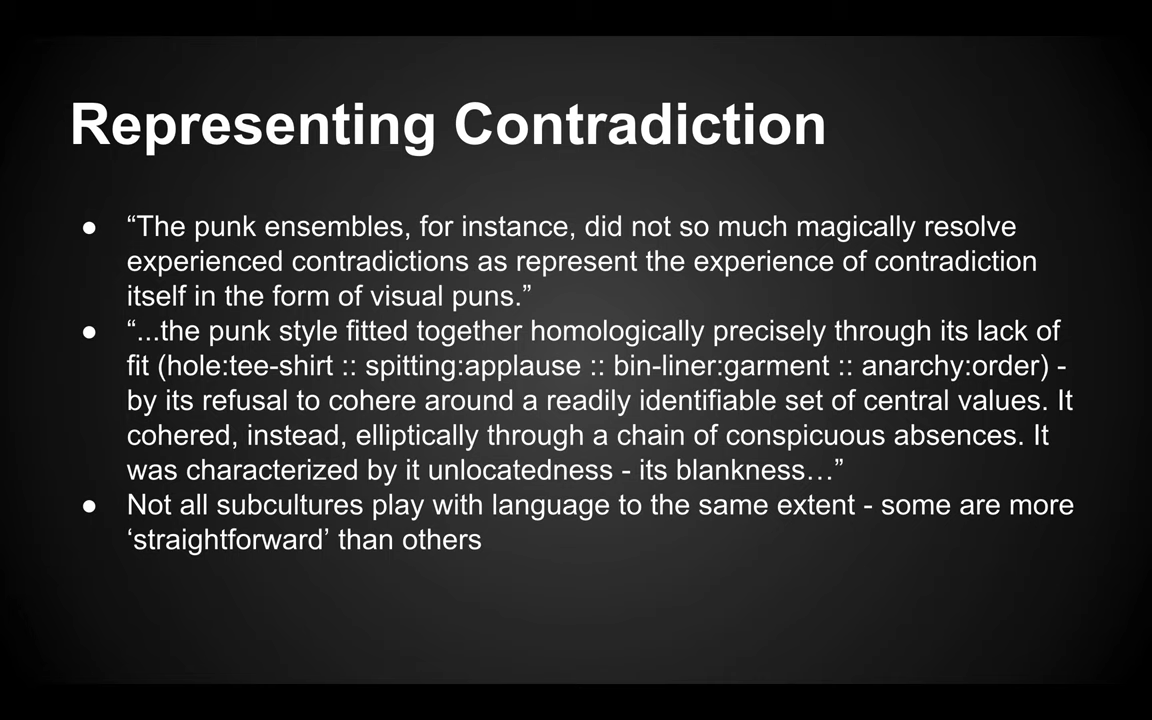 Representing Contradiction
● “The punk ensembles, for instance, did not so much magically resolve
experienced contradictions as represent the experience of contradiction
itself in the form of visual puns.”
● “...the punk style fitted together homologically precisely through its lack of
fit (hole:tee-shirt :: spitting:applause :: bin-liner:garment :: anarchy:order) -
by its refusal to cohere around a readily identifiable set of central values. It
cohered, instead, elliptically through a chain of conspicuous absences. It
was characterized by it unlocatedness - its blankness…”
● Not all subcultures play with language to the same extent - some are more
‘straightforward’ than others